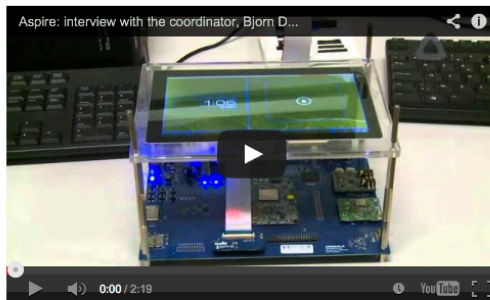 Aspire: interview with the coordinator, Bjorn D...
1:06
0:00 / 2:19
YouTube